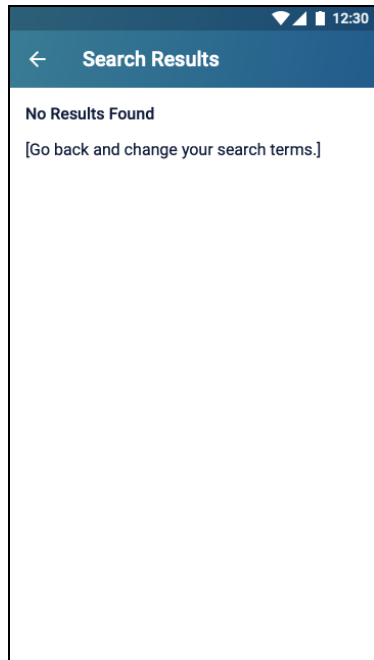 12:30
Search Results
No Results Found
[Go back and change your search terms.]